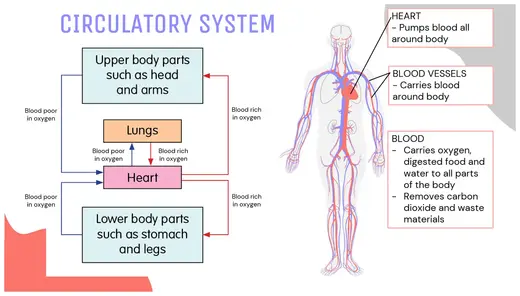 CIRCULATORY SYSTEM
Upper body parts
such as head
and arms
Blood poor
in oxygen
Blood rich
in oxygen
Lungs
Blood poor
in oxygen
Blood rich
in oxygen
Heart
Blood poor
in oxygen
Blood rich
in oxygen
Lower body parts
such as stomach
and legs
HEART
- Pumps blood all
around body
BLOOD VESSELS
- Carries blood
around body
BLOOD
- Carries oxygen,
digested food and
water to all parts
of the body
- Removes carbon
dioxide and waste
materials